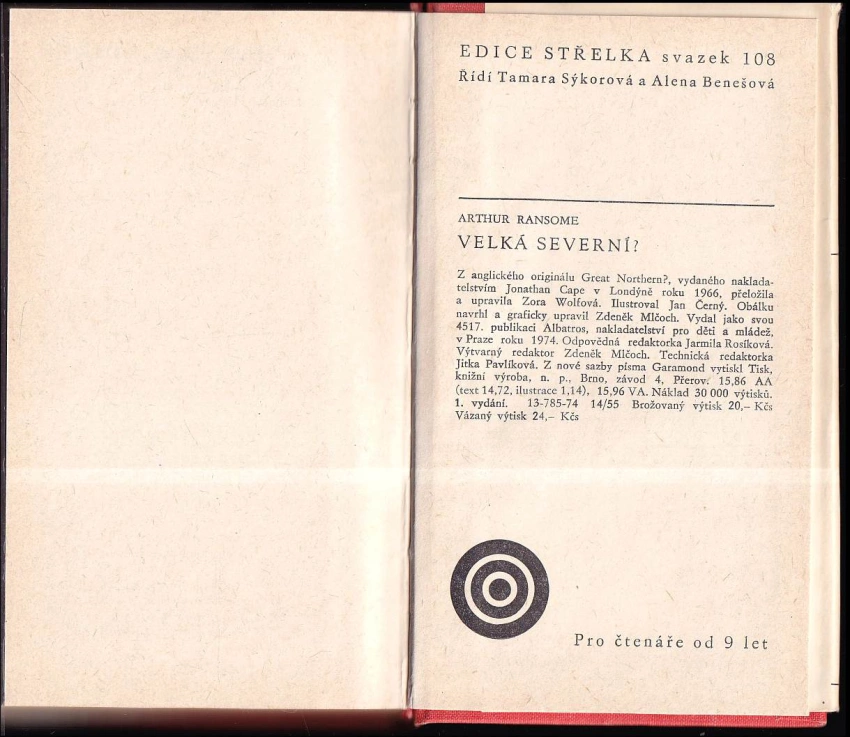 EDICE STŘELKA svazek 108
Řídí Tamara Sýkorová a Alena Benešová
ARTHUR RANSOME
VELKÁ SEVERNÍ?
Z anglického originálu Great Northern?, vydaného naklada-
telstvím Jonathan Cape v Londýně roku 1966, přeložila
a upravila Zora Wolfová. Ilustroval Jan Černý. Obálku
navrhl a graficky upravil Zdeněk Mlčoch. Vydal jako svou
4517. publikaci Albatros, nakladatelství pro děti a mládež,
v Praze roku 1974. Odpovědná redaktorka Jarmila Rosíková.
Výtvarný redaktor Zdeněk Mlčoch. Technická redaktorka
Jitka Pavlíková. Z nové sazby písma Garamond vytiskl Tisk,
knižní výroba, n. p., Brno, závod 4, Přerov. 15,86 AA
(text 14,72, ilustrace 1,14), 15,96 VA. Náklad 30 000 výtisků.
1. vydání. 13-785-74 14/55 Brožovaný výtisk 20,– Kčs
Vázaný výtisk 24,– Kčs
Pro čtenáře od 9 let